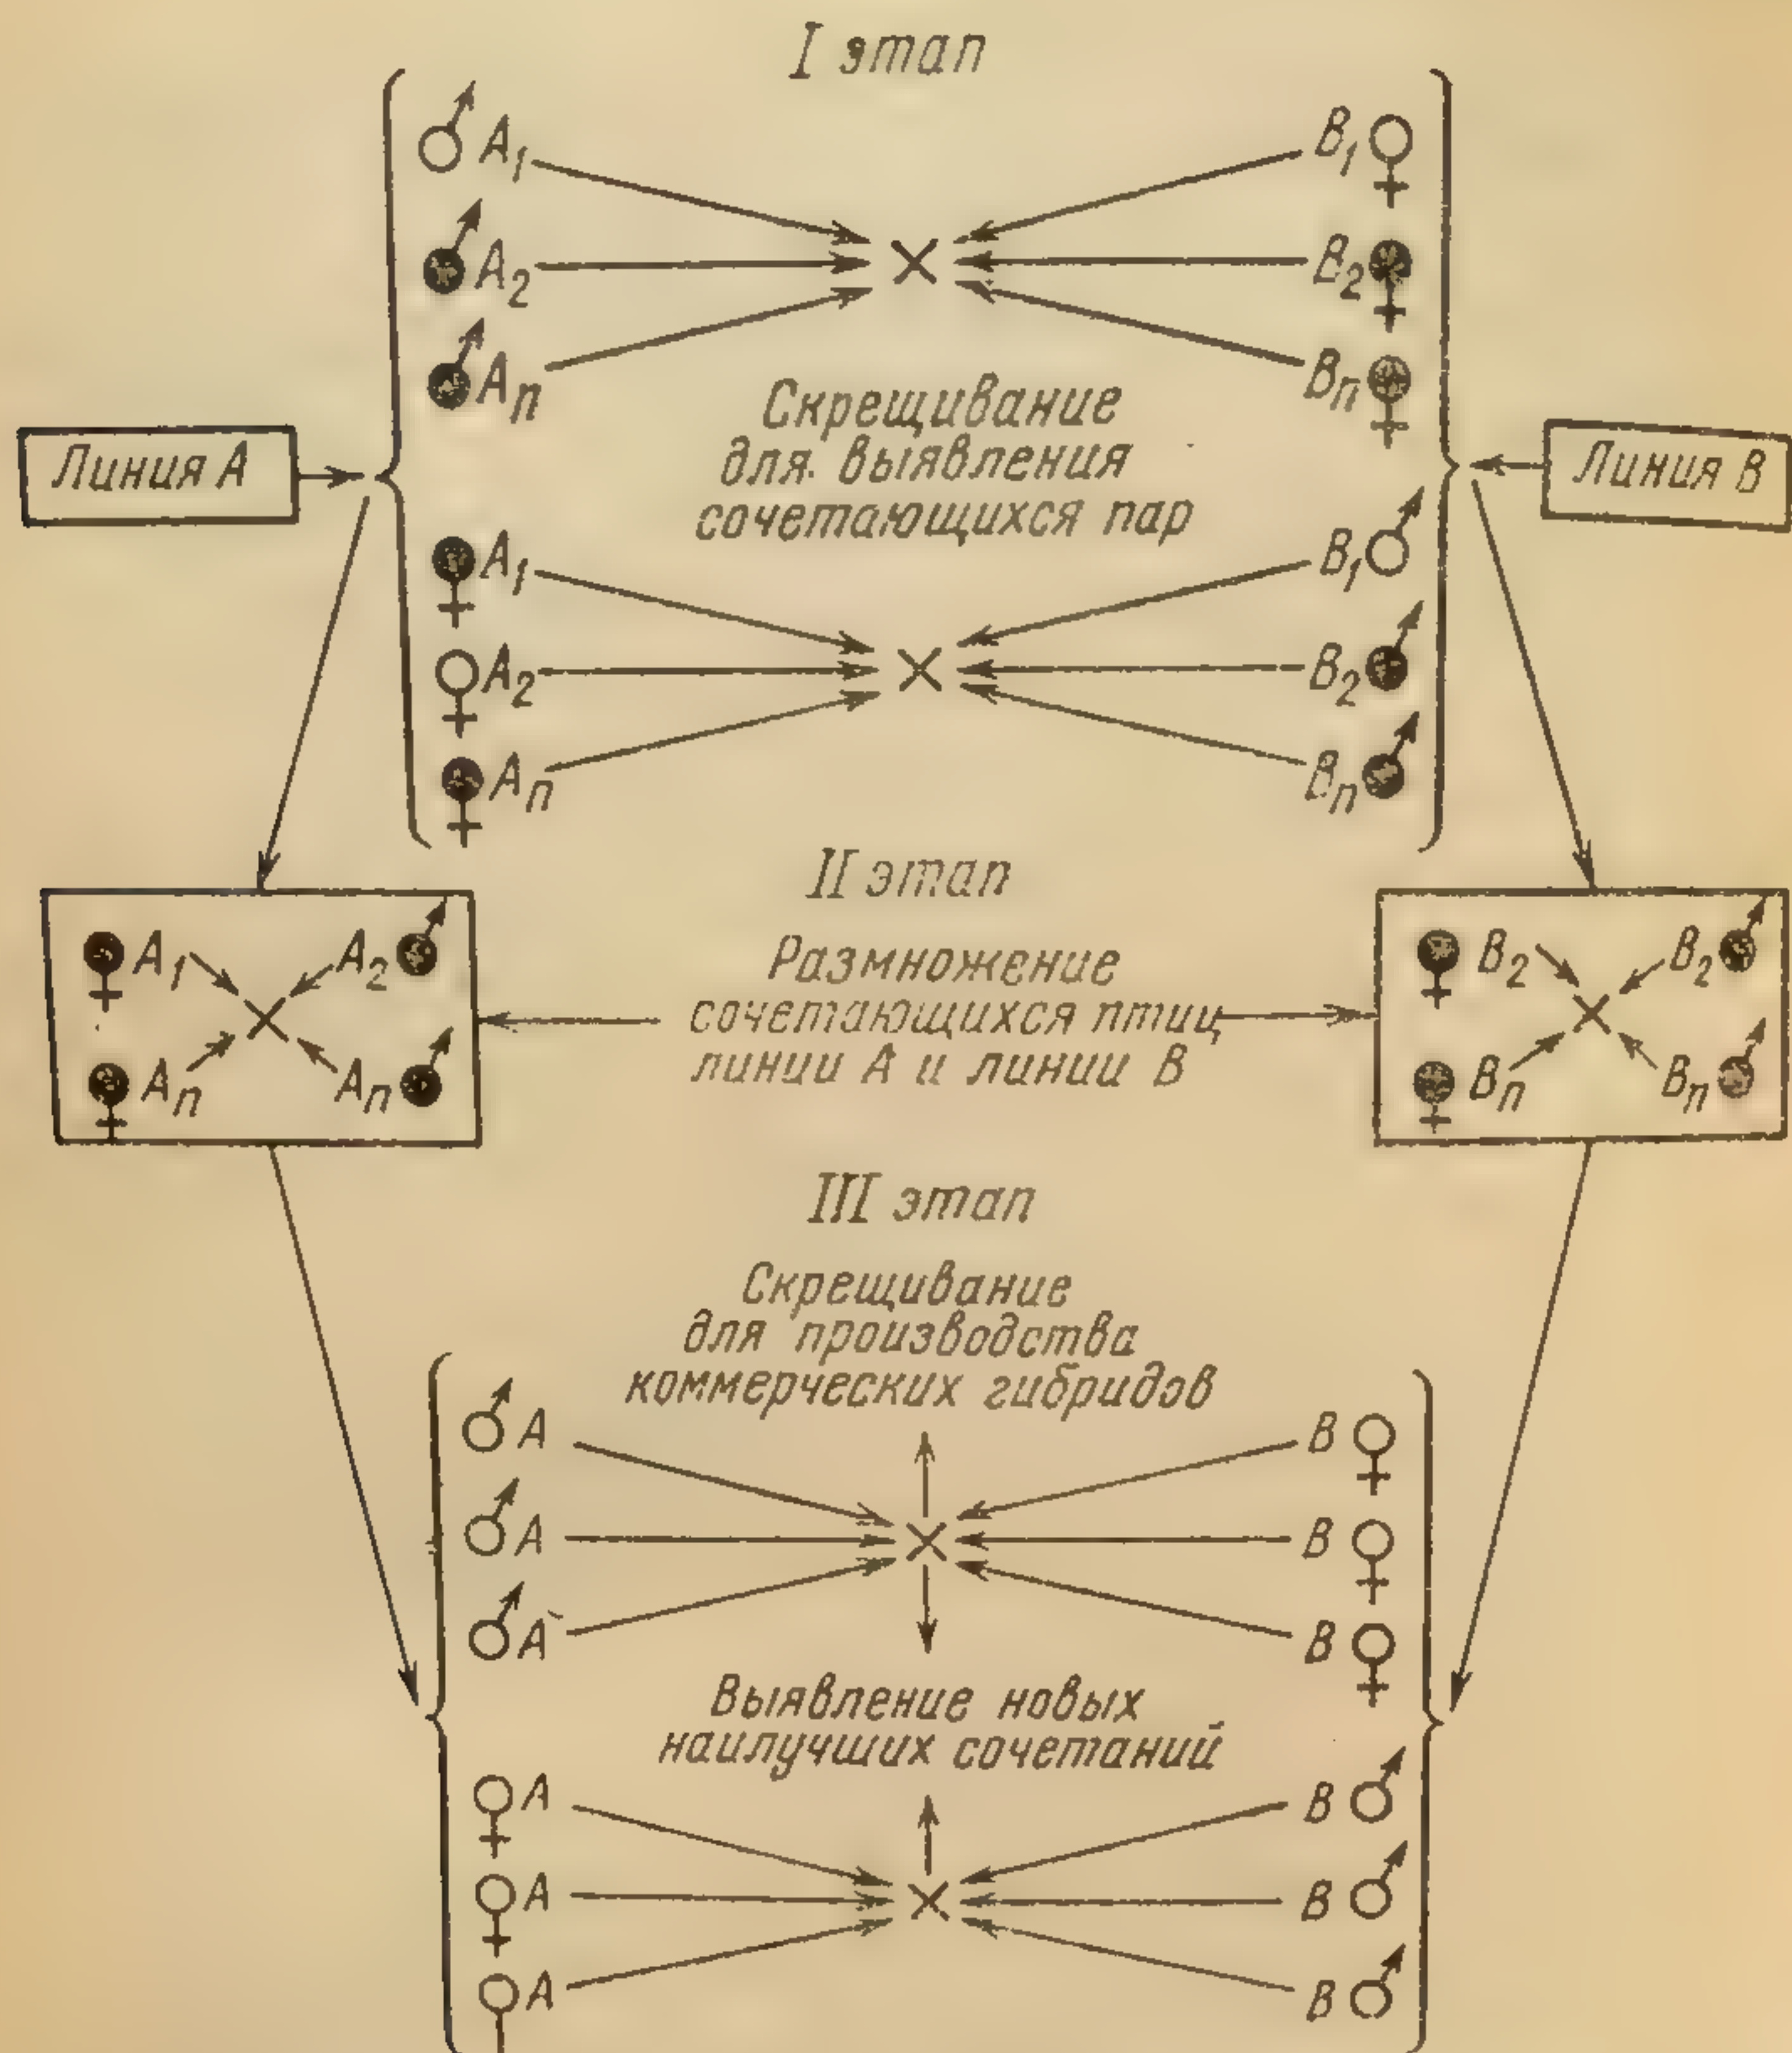 I этап
♂ A₁ B₁ ♀
♂ A₂ × B₂ ♀
♂ Aₙ Bₙ ♀
Скрещивание
для выявления
сочетающихся пар
Линия A
Линия B
♀ A₁ B₁ ♂
♀ A₂ × B₂ ♂
♀ Aₙ Bₙ ♂
II этап
♀ A₁ A₂ ♂
×
♀ Aₙ Aₙ ♂
Размножение
сочетающихся птиц
линии A и линии B
♀ B₂ B₂ ♂
×
♀ Bₙ Bₙ ♂
III этап
Скрещивание
для производства
коммерческих гибридов
♂ A B ♀
♂ A × B ♀
♂ A B ♀
Выявление новых
наилучших сочетаний
♀ A B ♂
♀ A × B ♂
♀ A B ♂